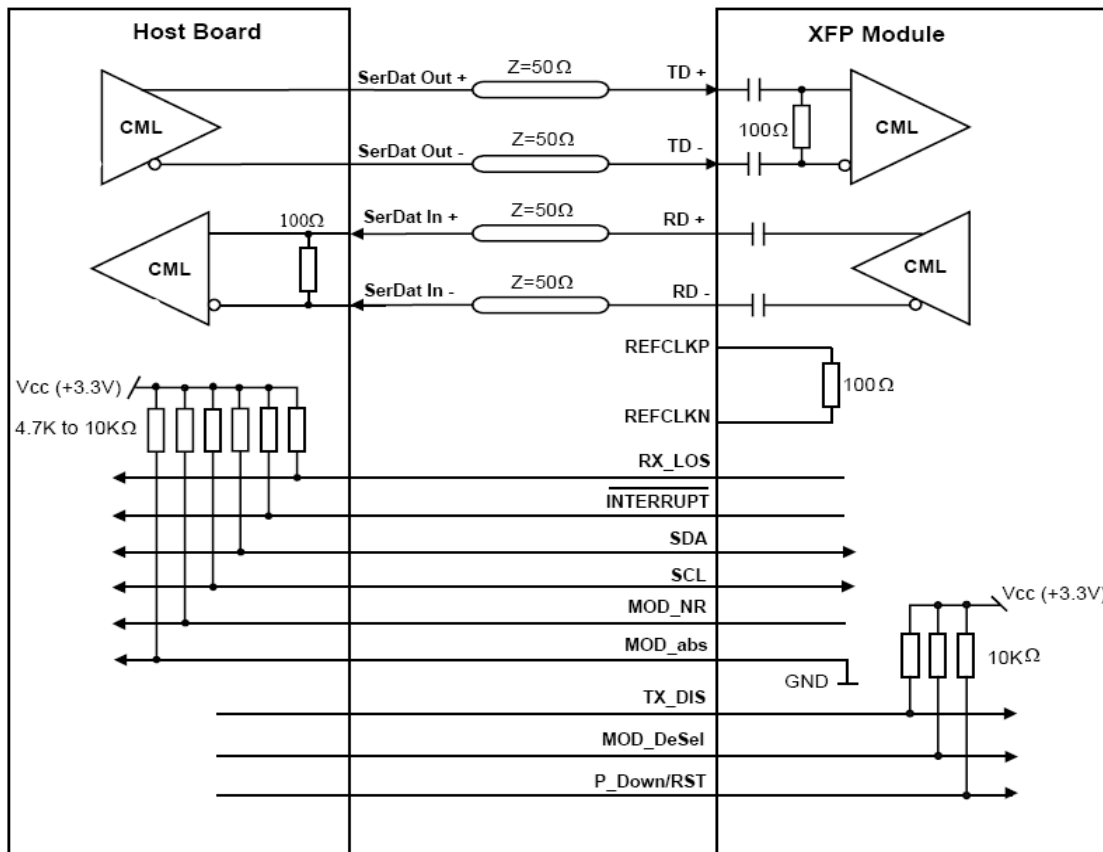 Host Board
XFP Module
SerDat Out +
Z=50Ω
TD +
CML
100Ω
CML
SerDat Out -
Z=50Ω
TD -
100Ω
SerDat In +
Z=50Ω
RD +
CML
CML
SerDat In -
Z=50Ω
RD -
REFCLKP
Vcc (+3.3V)
100Ω
4.7K to 10KΩ
REFCLKN
RX_LOS
INTERRUPT
SDA
SCL
Vcc (+3.3V)
MOD_NR
MOD_abs
10KΩ
GND
TX_DIS
MOD_DeSel
P_Down/RST